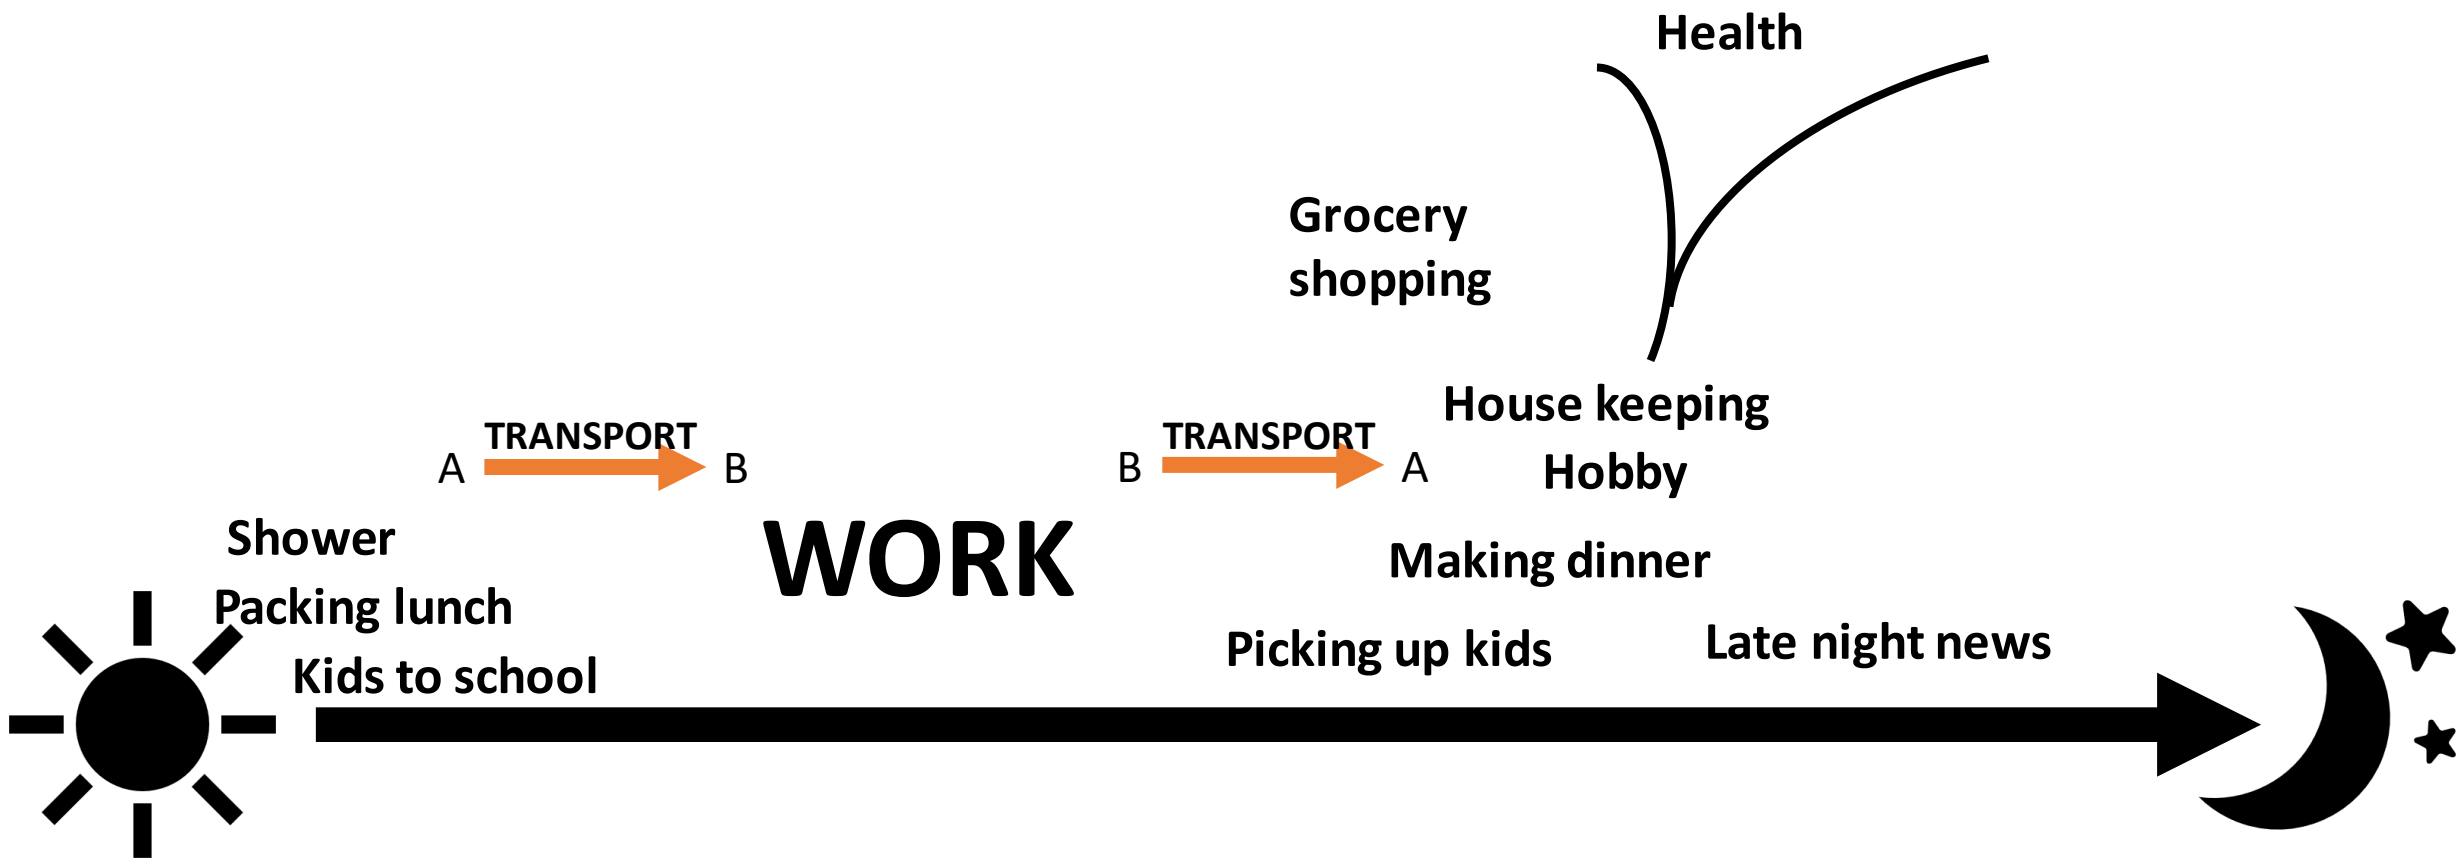 Health
Grocery
shopping
House keeping
TRANSPORT
A
B
TRANSPORT
B
A
Hobby
Shower
WORK
Making dinner
Packing lunch
Picking up kids
Late night news
Kids to school